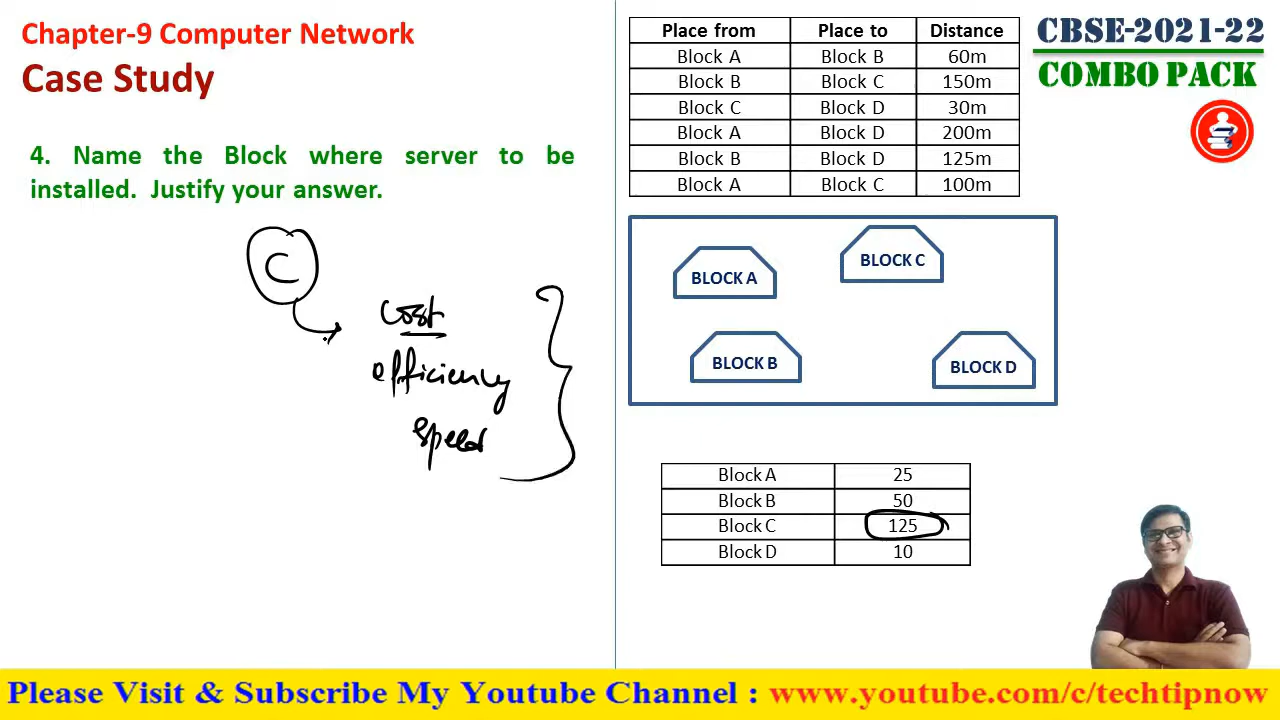 Chapter-9 Computer Network
Case Study
4. Name the Block where server to be
installed. Justify your answer.
C
cost
efficiency
speed
Place from Place to Distance
Block A Block B 60m
Block B Block C 150m
Block C Block D 30m
Block A Block D 200m
Block B Block D 125m
Block A Block C 100m
CBSE-2021-22
COMBO PACK
BLOCK A
BLOCK C
BLOCK B
BLOCK D
Block A 25
Block B 50
Block C 125
Block D 10
Please Visit & Subscribe My Youtube Channel : www.youtube.com/c/techtipnow